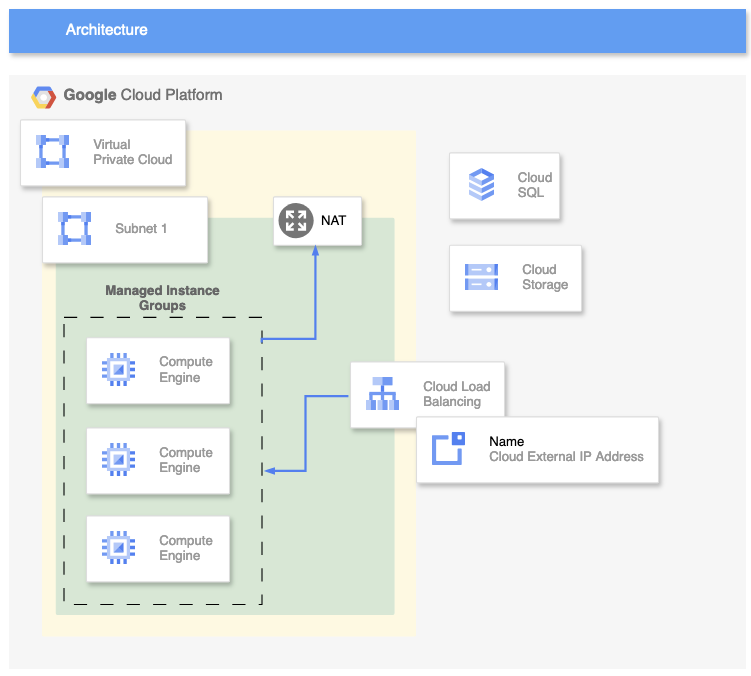 Architecture
Google Cloud Platform
Virtual
Private Cloud
Cloud
SQL
Subnet 1
NAT
Cloud
Storage
Managed Instance
Groups
Compute
Engine
Cloud Load
Balancing
Name
Cloud External IP Address
Compute
Engine
Compute
Engine